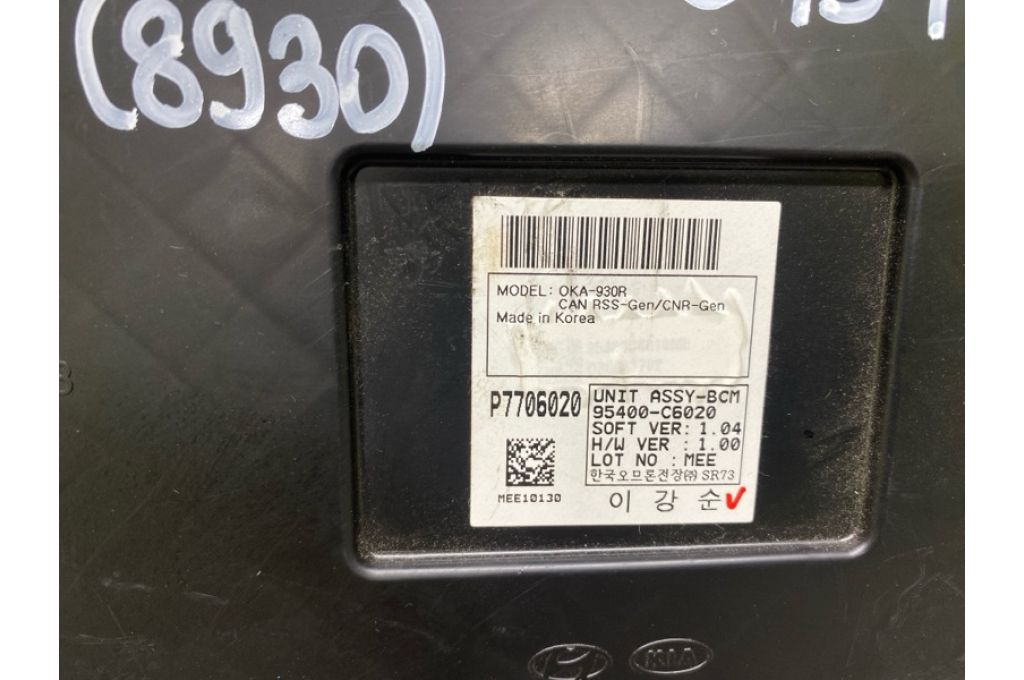 (8930)
MODEL: OKA-930R
CAN RSS-Gen/CNR-Gen
Made in Korea
P7706020
UNIT ASSY-BCM
95400-C6020
SOFT VER: 1.04
H/W VER : 1.00
LOT NO : MEE
한국오므론전장㈜ SR73
MEE10130
이 강 순
KIA